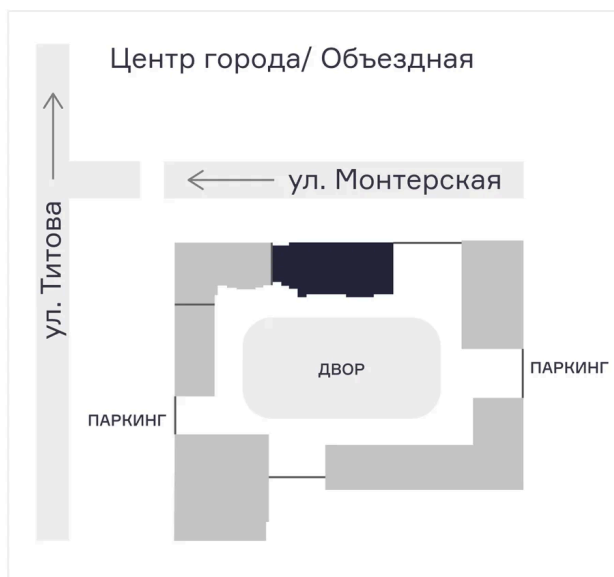 Центр города/ Объездная
ул. Монтерская
ул. Титова
ДВОР
ПАРКИНГ
ПАРКИНГ